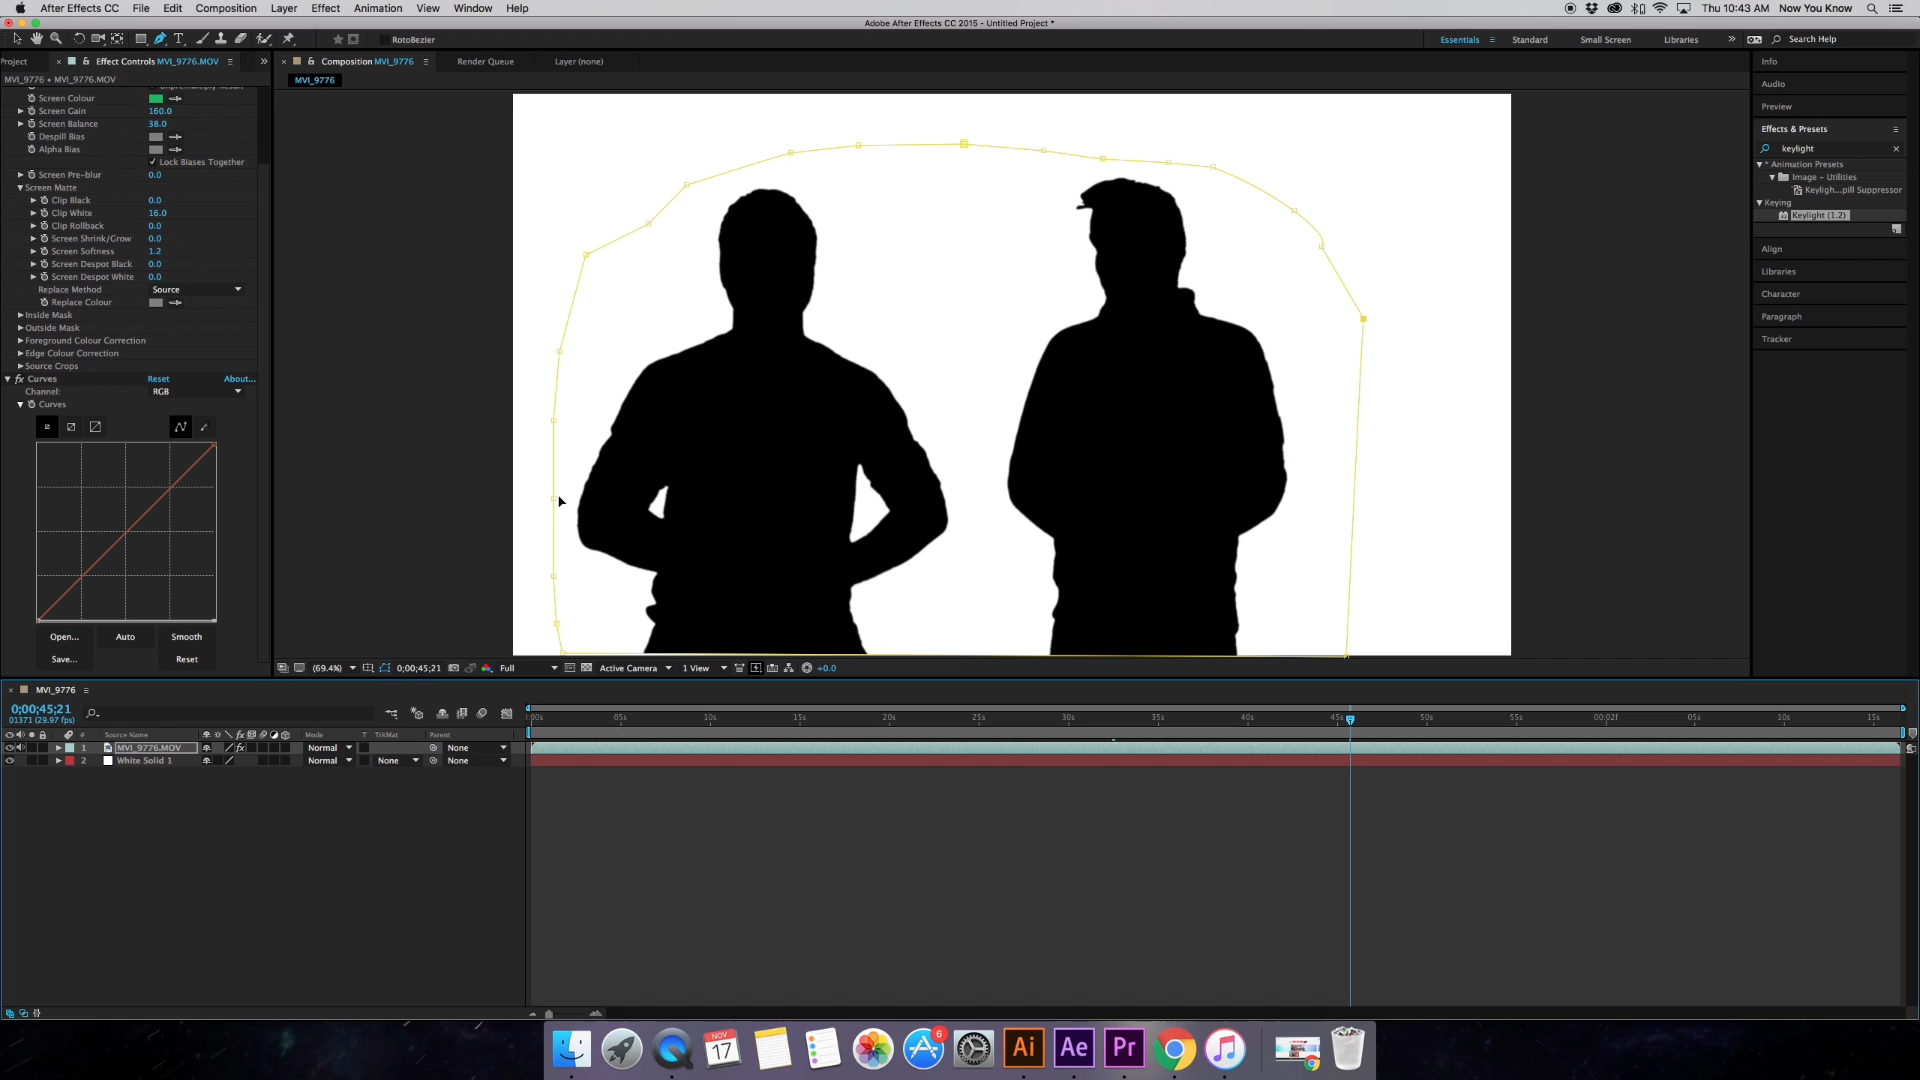 After Effects CC File Edit Composition Layer Effect Animation View Window Help Thu 10:43 AM Now You Know
Adobe After Effects CC 2015 - Untitled Project *
RotoBezier Essentials Standard Small Screen Libraries Search Help
Project Effect Controls MVI_9776.MOV Composition MVI_9776 Render Queue Layer (none) Info
MVI_9776 • MVI_9776.MOV MVI_9776 Audio
Screen Colour
Screen Gain 160.0 Preview
Screen Balance 38.0
Despill Bias Effects & Presets
Alpha Bias keylight
Lock Biases Together * Animation Presets
Screen Pre-blur 0.0 Image – Utilities
Screen Matte Keyligh...pill Suppressor
Clip Black 0.0 Keying
Clip White 16.0 Keylight (1.2)
Clip Rollback 0.0
Screen Shrink/Grow 0.0 Align
Screen Softness 1.2
Screen Despot Black 0.0 Libraries
Screen Despot White 0.0
Replace Method Source Character
Replace Colour
Inside Mask Paragraph
Outside Mask
Foreground Colour Correction Tracker
Edge Colour Correction
Source Crops
fx Curves Reset About...
Channel: RGB
Curves
Open... Auto Smooth
Save... Reset
(69.4%) 0;00;45;21 Full Active Camera 1 View +0.0
MVI_9776
0;00;45;21
01371 (29.97 fps)
:00s 05s 10s 15s 20s 25s 30s 35s 40s 45s 50s 55s 00:02f 05s 10s 15s
# Source Name fx Mode T TrkMat Parent
1 MVI_9776.MOV fx Normal None
2 White Solid 1 Normal None None
NOV
17 6 Ai Ae Pr